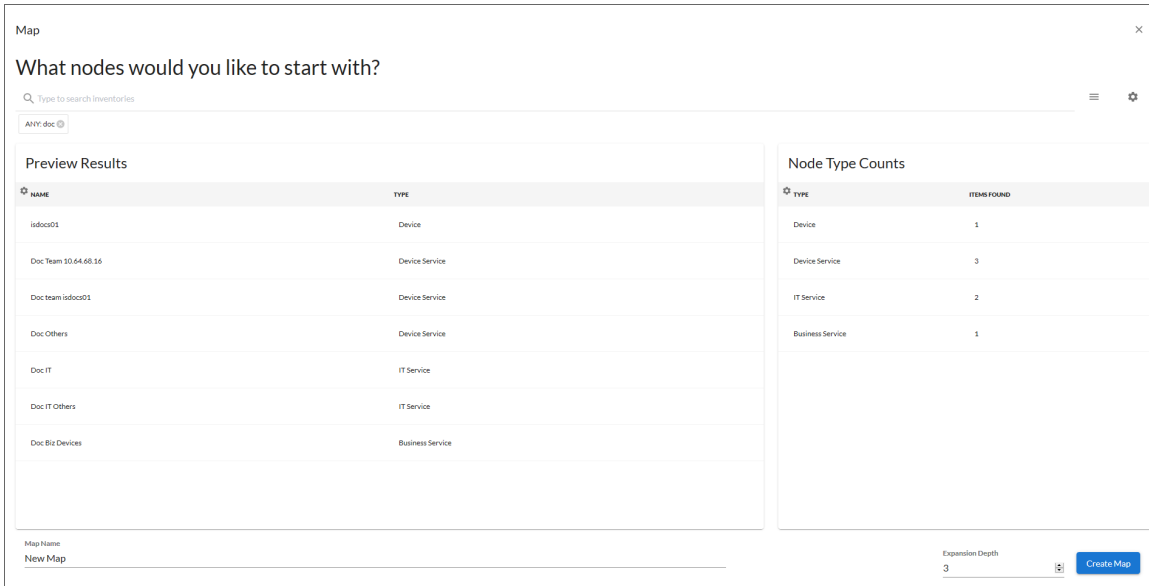 Map
What nodes would you like to start with?
Type to search inventories
ANY: doc
Preview Results
NAME TYPE
isdocs01 Device
Doc Team 10.64.68.16 Device Service
Doc team isdocs01 Device Service
Doc Others Device Service
Doc IT IT Service
Doc IT Others IT Service
Doc Biz Devices Business Service
Node Type Counts
TYPE ITEMS FOUND
Device 1
Device Service 3
IT Service 2
Business Service 1
Map Name
New Map
Expansion Depth
3
Create Map